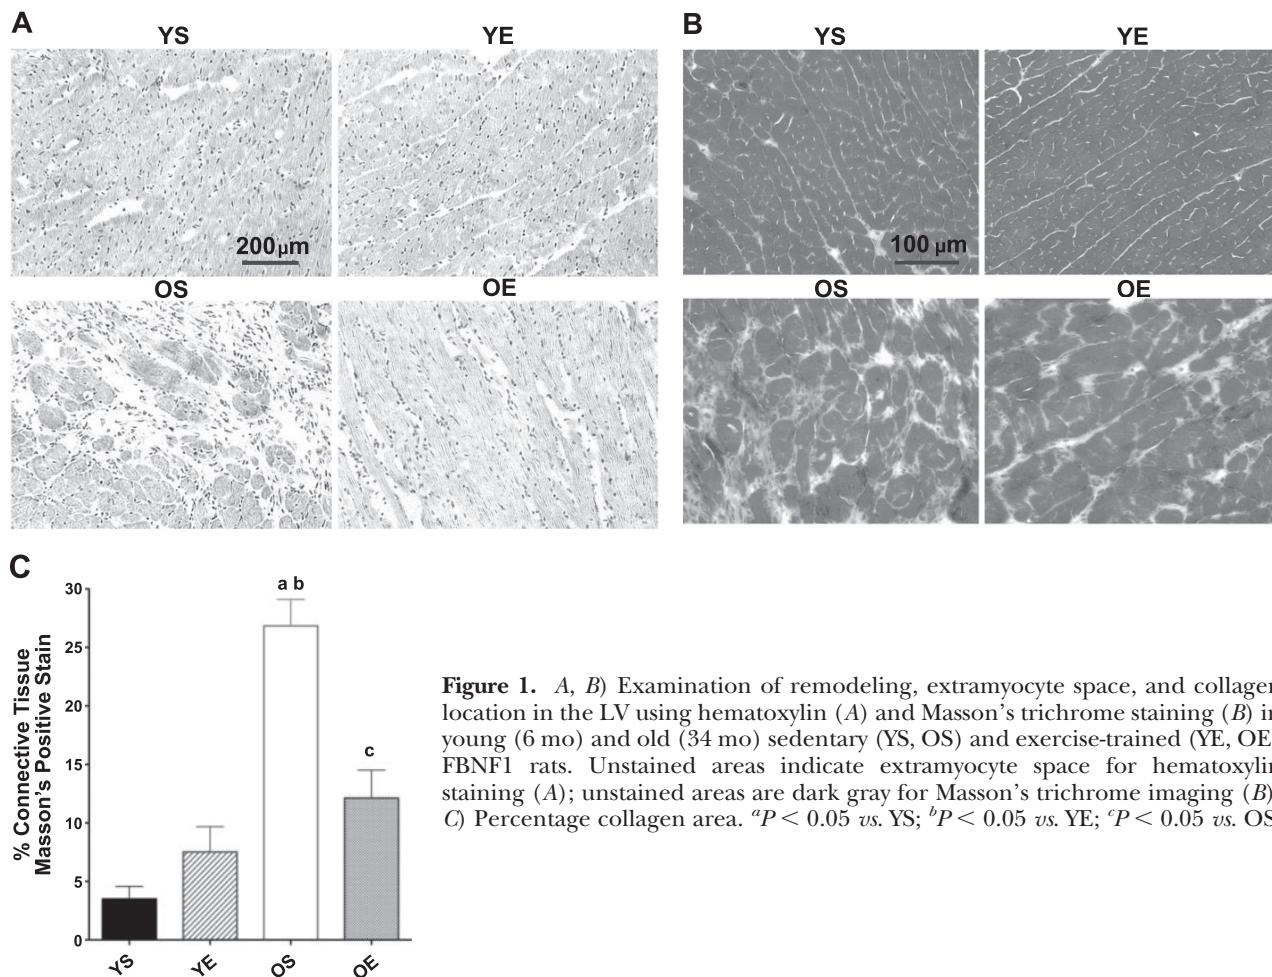 A
B
YS
YE
YS
YE
200 μm
100 μm
OS
OE
OS
OE
C
a b
c
30
25
20
15
10
5
0
% Connective Tissue
Masson's Positive Stain
YS
YE
OS
OE
Figure 1. A, B) Examination of remodeling, extramyocyte space, and collagen
location in the LV using hematoxylin (A) and Masson's trichrome staining (B) in
young (6 mo) and old (34 mo) sedentary (YS, OS) and exercise-trained (YE, OE
FBNF1 rats. Unstained areas indicate extramyocyte space for hematoxylin
staining (A); unstained areas are dark gray for Masson's trichrome imaging (B)
C) Percentage collagen area. ᵃP < 0.05 vs. YS; ᵇP < 0.05 vs. YE; ᶜP < 0.05 vs. OS